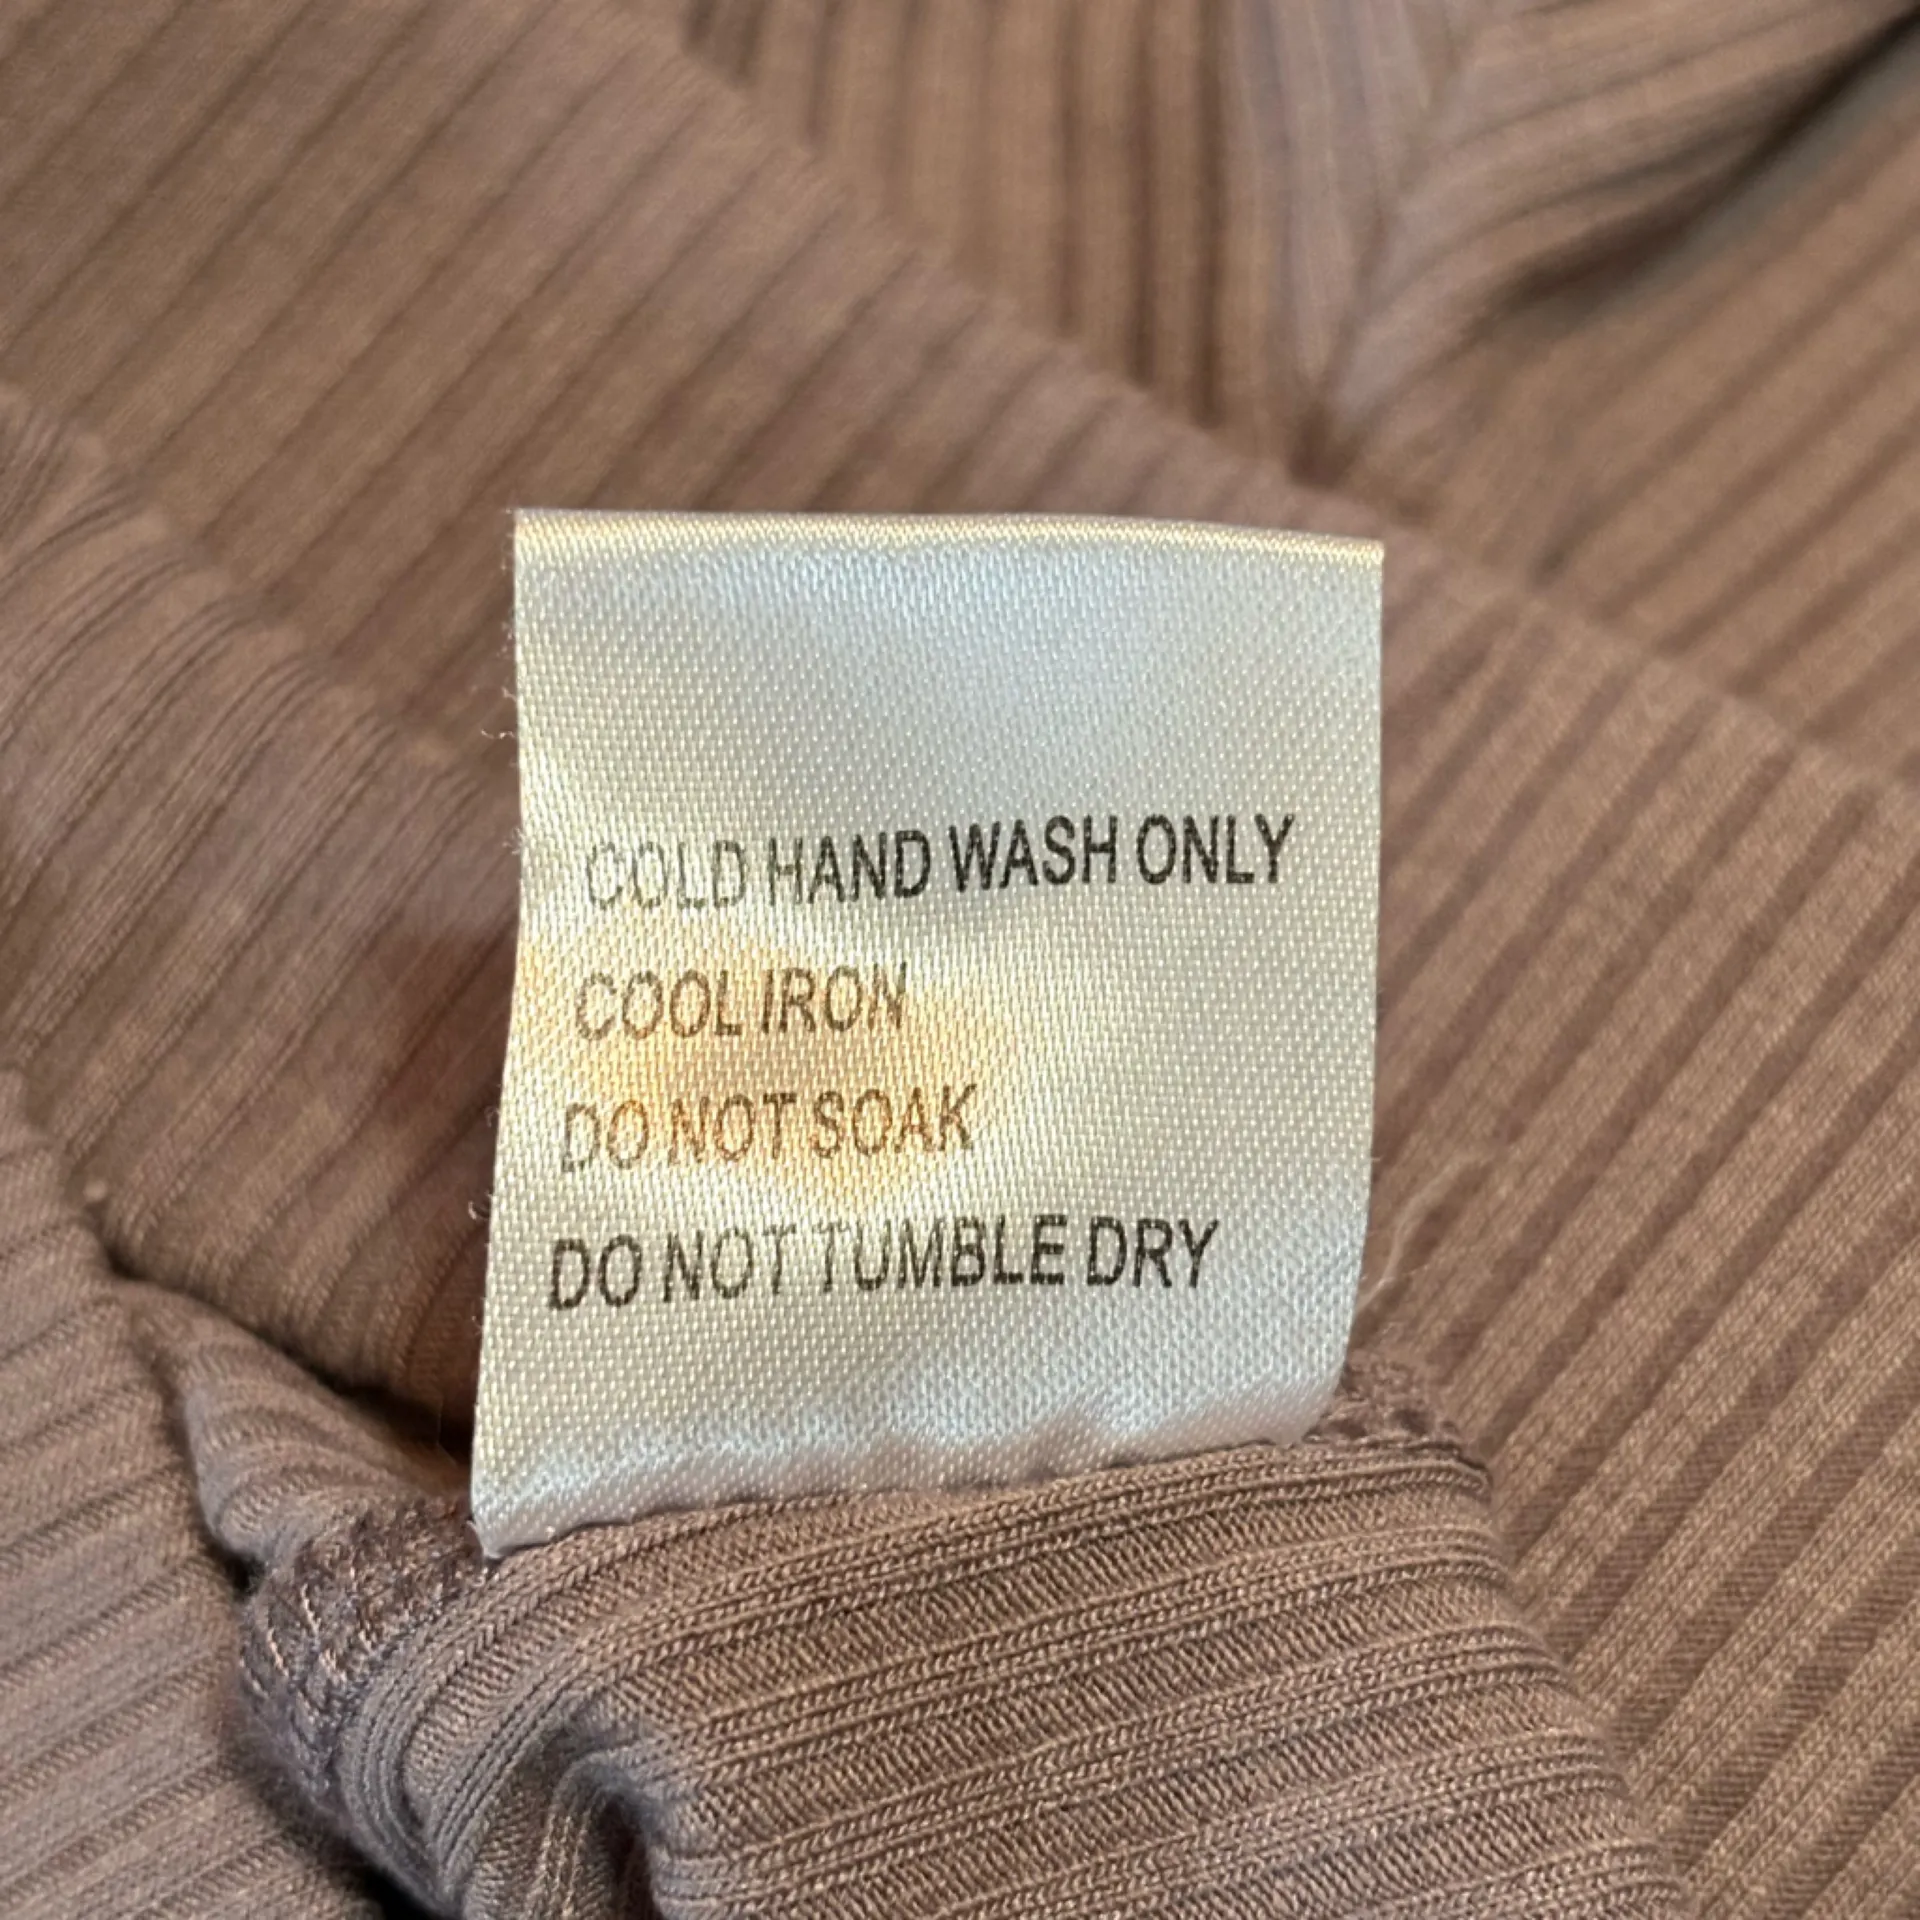 COLD HAND WASH ONLY
COOL IRON
DO NOT SOAK
DO NOT TUMBLE DRY